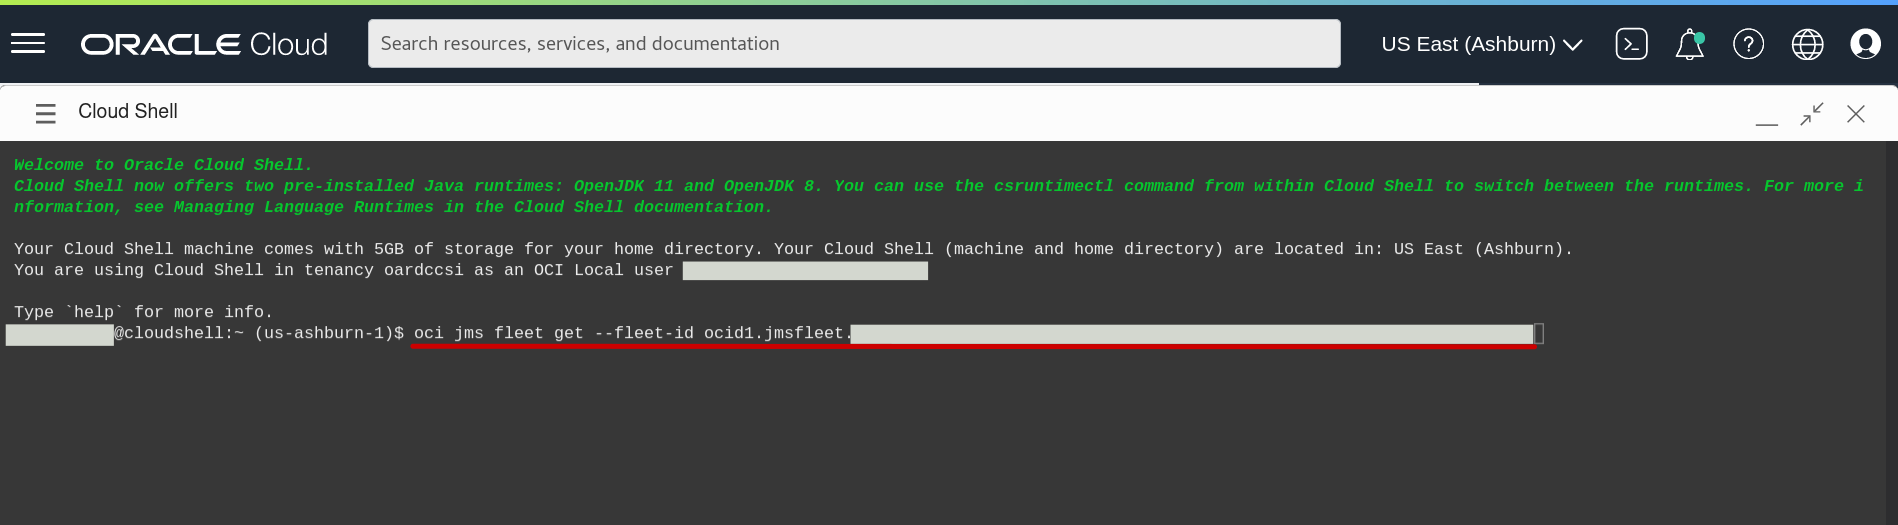 ORACLE Cloud
Search resources, services, and documentation
US East (Ashburn)
Cloud Shell
Welcome to Oracle Cloud Shell.
Cloud Shell now offers two pre-installed Java runtimes: OpenJDK 11 and OpenJDK 8. You can use the csruntimectl command from within Cloud Shell to switch between the runtimes. For more i
nformation, see Managing Language Runtimes in the Cloud Shell documentation.
Your Cloud Shell machine comes with 5GB of storage for your home directory. Your Cloud Shell (machine and home directory) are located in: US East (Ashburn).
You are using Cloud Shell in tenancy oardccsi as an OCI Local user
Type `help` for more info.
@cloudshell:~ (us-ashburn-1)$ oci jms fleet get --fleet-id ocid1.jmsfleet.